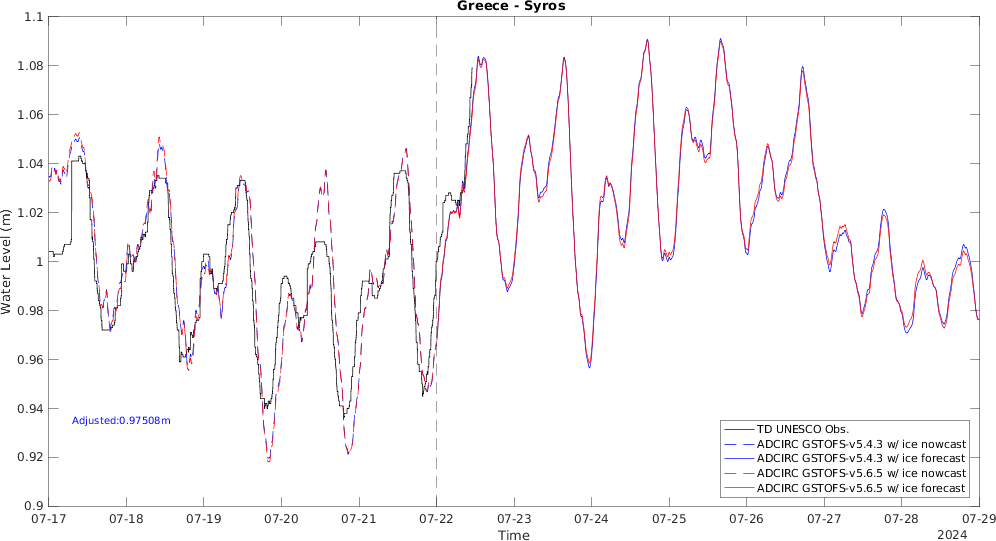 Greece - Syros
1.1
1.08
1.06
1.04
1.02
1
0.98
0.96
0.94
0.92
0.9
Water Level (m)
Adjusted:0.97508m
TD UNESCO Obs.
ADCIRC GSTOFS-v5.4.3 w/ ice nowcast
ADCIRC GSTOFS-v5.4.3 w/ ice forecast
ADCIRC GSTOFS-v5.6.5 w/ ice nowcast
ADCIRC GSTOFS-v5.6.5 w/ ice forecast
07-17 07-18 07-19 07-20 07-21 07-22 07-23 07-24 07-25 07-26 07-27 07-28 07-29
Time
2024